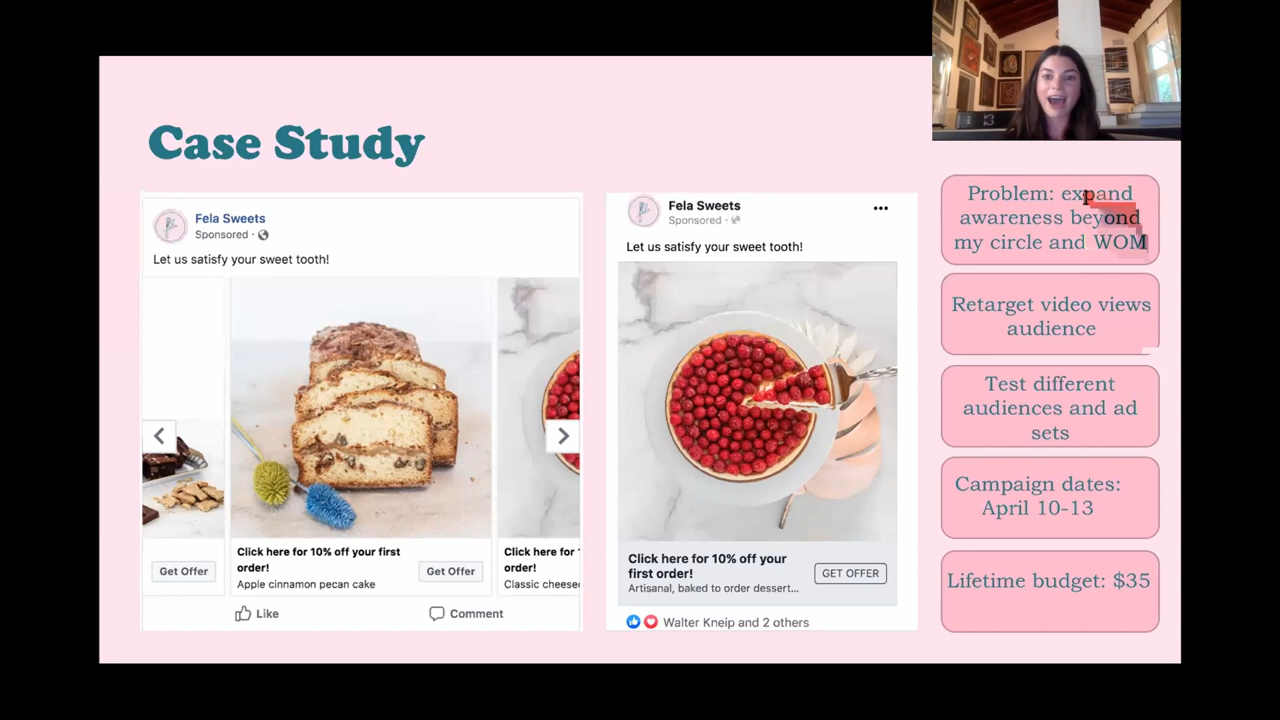 Case Study
Fela Sweets
Sponsored ·
Let us satisfy your sweet tooth!
Get Offer
Click here for 10% off your first
order!
Apple cinnamon pecan cake
Get Offer
Click here for
Classic cheese
Like
Comment
Fela Sweets
Sponsored ·
Let us satisfy your sweet tooth!
Click here for 10% off your
first order!
Artisanal, baked to order dessert...
GET OFFER
Walter Kneip and 2 others
Problem: expand
awareness beyond
my circle and WOM
Retarget video views
audience
Test different
audiences and ad
sets
Campaign dates:
April 10-13
Lifetime budget: $35